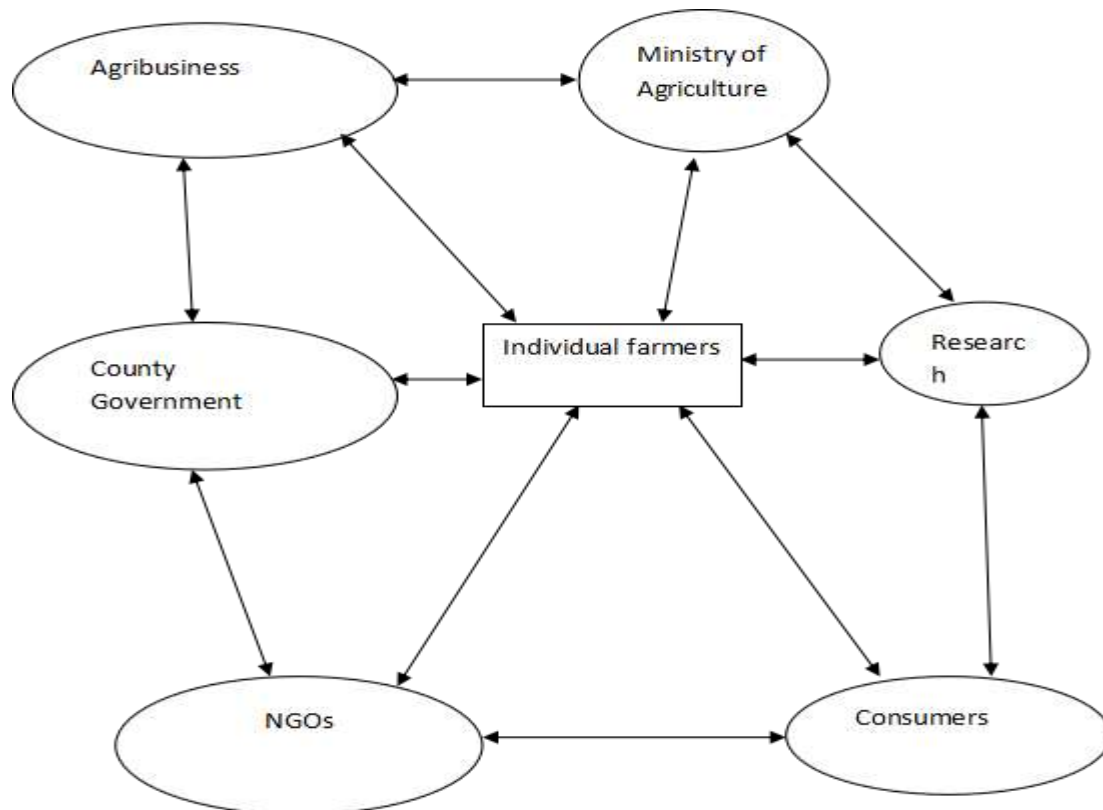 Agribusiness
Ministry of
Agriculture
Individual farmers
Researc
h
County
Government
NGOs
Consumers